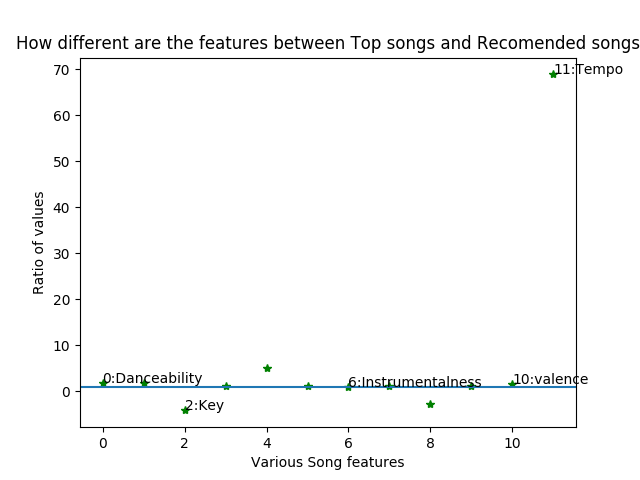 How different are the features between Top songs and Recomended songs
70
60
50
40
30
20
10
0
Ratio of values
11:Tempo
0:Danceability
2:Key
6:Instrumentalness
10:valence
0
2
4
6
8
10
Various Song features